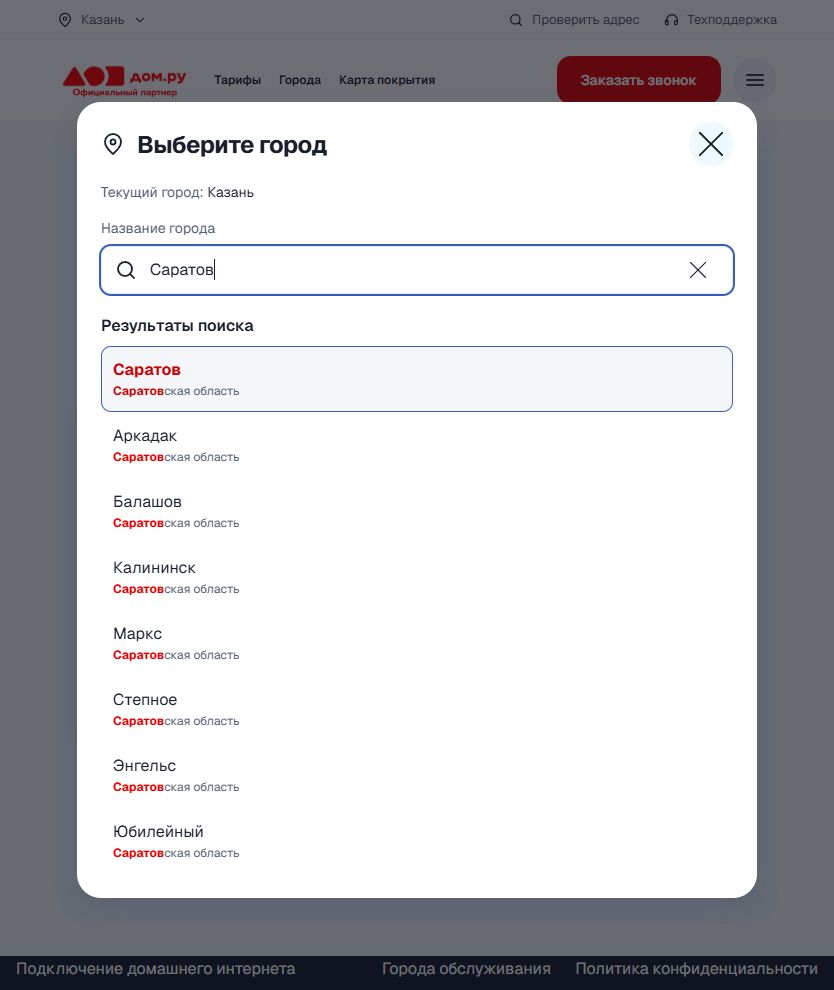 Казань
Проверить адрес
Техподдержка
дом.ру
Официальный партнер
Тарифы
Города
Карта покрытия
Заказать звонок
Выберите город
Текущий город: Казань
Название города
Саратов
Результаты поиска
Саратов
Саратовская область
Аркадак
Саратовская область
Балашов
Саратовская область
Калининск
Саратовская область
Маркс
Саратовская область
Степное
Саратовская область
Энгельс
Саратовская область
Юбилейный
Саратовская область
Подключение домашнего интернета
Города обслуживания
Политика конфиденциальности